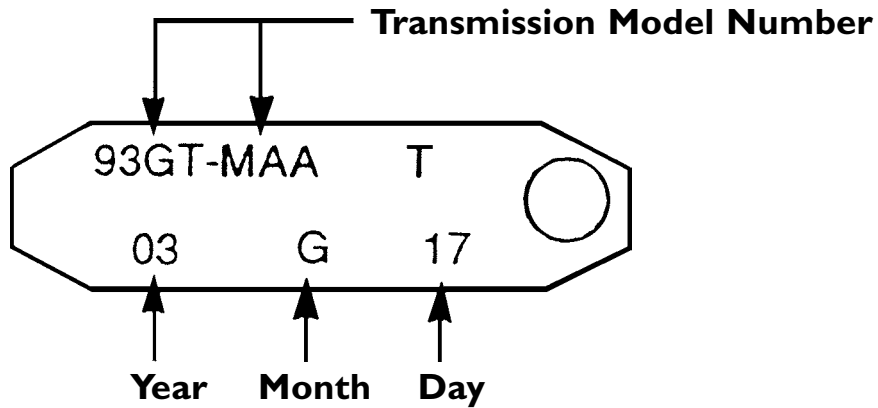 Transmission Model Number
93GT-MAA T
03 G 17
Year Month Day